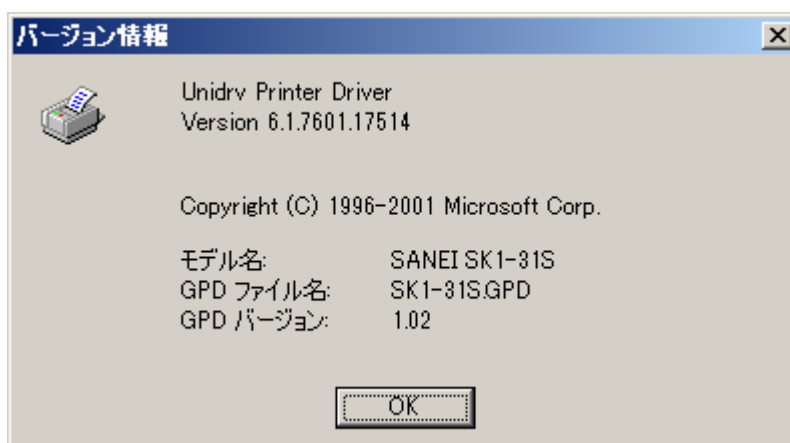 バージョン情報
Unidrv Printer Driver
Version 6.1.7601.17514
Copyright (C) 1996-2001 Microsoft Corp.
モデル名: SANEI SK1-31S
GPD ファイル名: SK1-31S.GPD
GPD バージョン: 1.02
OK